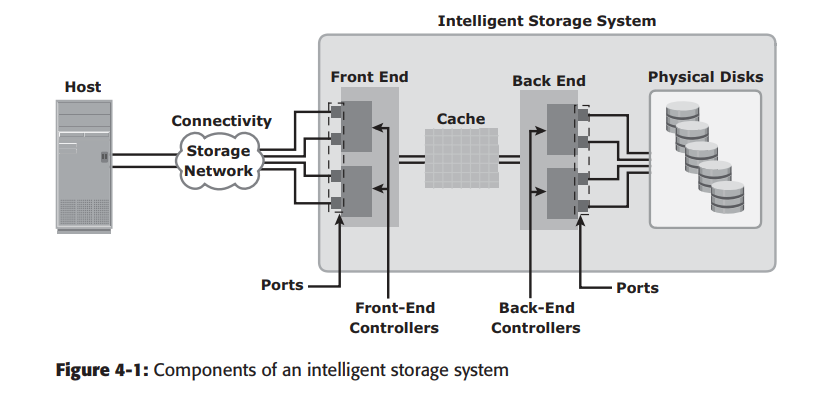 Intelligent Storage System
Host
Front End
Back End
Physical Disks
Connectivity
Cache
Storage
Network
Ports
Ports
Front-End
Controllers
Back-End
Controllers
Figure 4-1: Components of an intelligent storage system